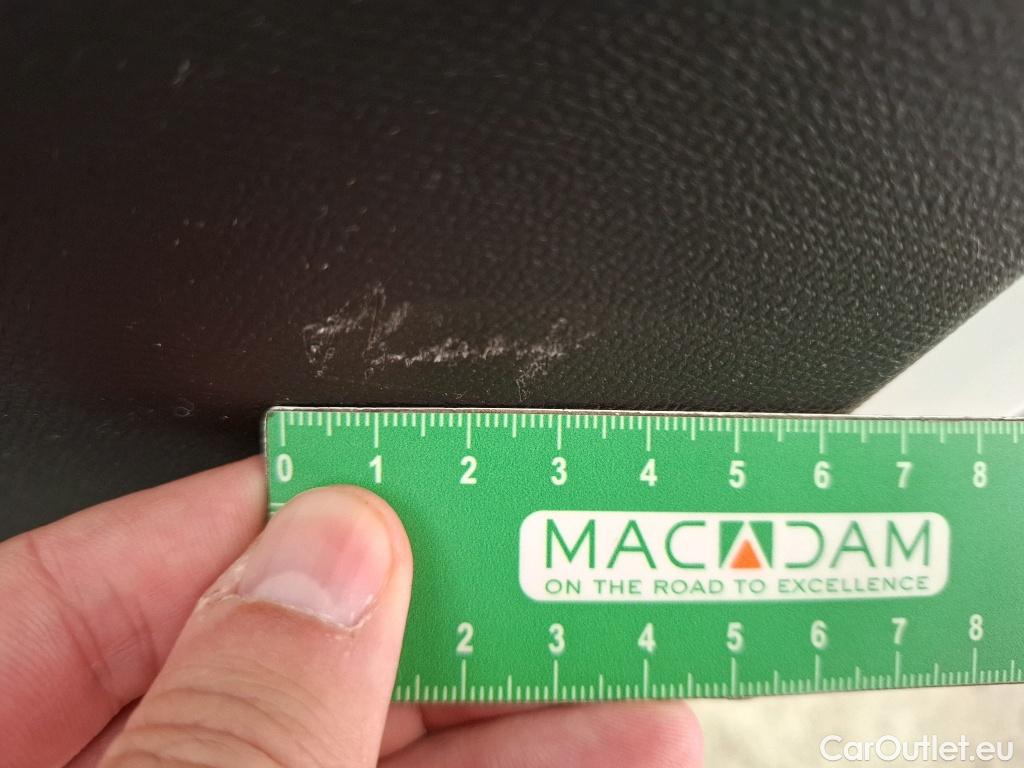 0 1 2 3 4 5 6 7 8
MACADAM
ON THE ROAD TO EXCELLENCE
2 3 4 5 6 7 8
CarOutlet.eu